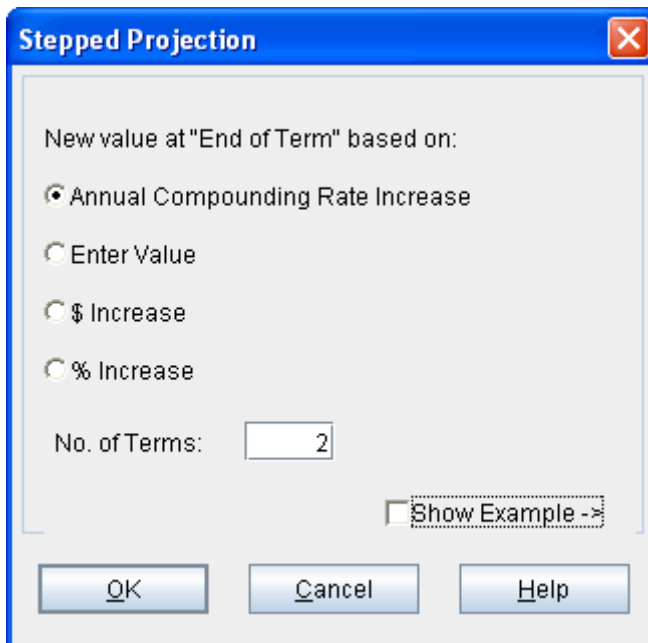 Stepped Projection
New value at "End of Term" based on:
Annual Compounding Rate Increase
Enter Value
$ Increase
% Increase
No. of Terms: 2
Show Example ->
OK Cancel Help